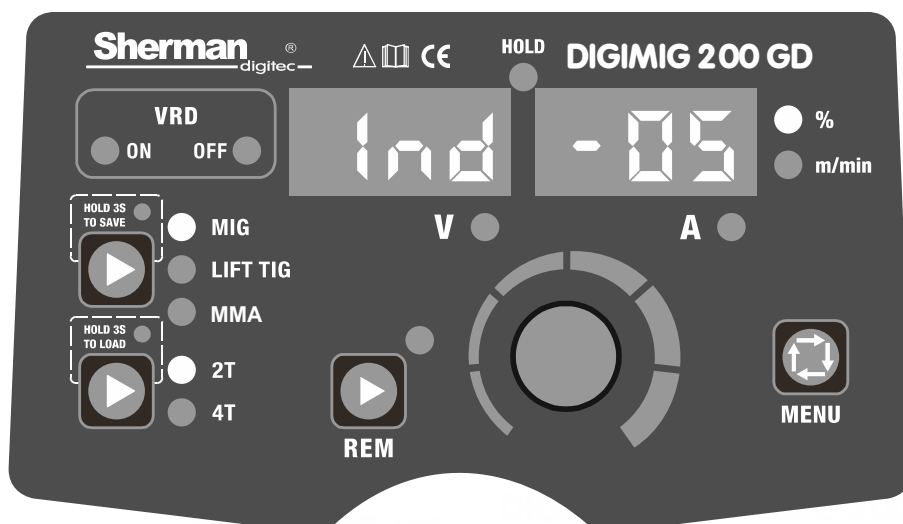 Sherman®
digitec
CE
HOLD
DIGIMIG 200 GD
VRD
ON OFF
Ind
-05
%
m/min
HOLD 3S
TO SAVE
MIG
LIFT TIG
MMA
V
A
HOLD 3S
TO LOAD
2T
4T
REM
MENU